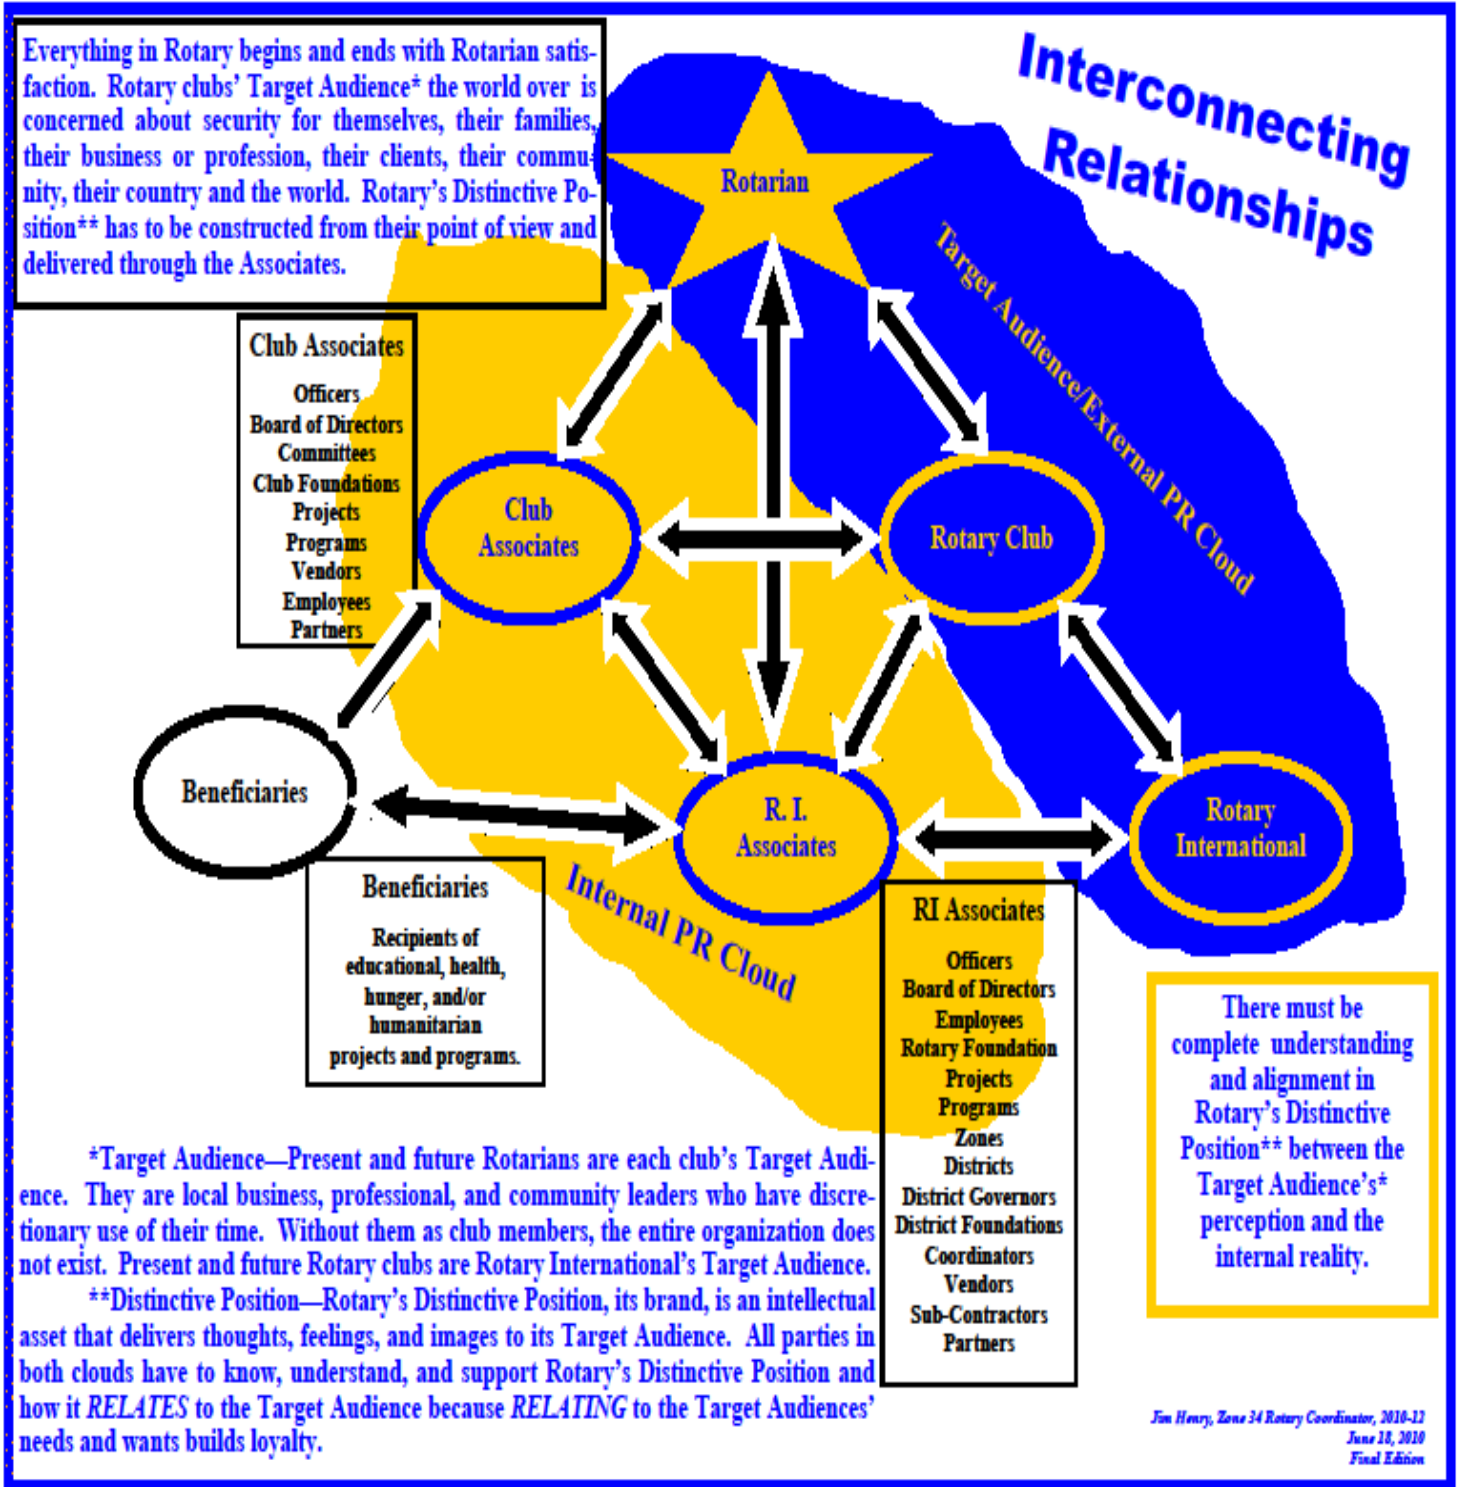 Everything in Rotary begins and ends with Rotarian satis-
faction. Rotary clubs' Target Audience* the world over is
concerned about security for themselves, their families,
their business or profession, their clients, their commu-
nity, their country and the world. Rotary's Distinctive Po-
sition** has to be constructed from their point of view and
delivered through the Associates.
Interconnecting
Relationships
Rotarian
Target Audience/External PR Cloud
Club Associates
Officers
Board of Directors
Committees
Club Foundations
Projects
Programs
Vendors
Employees
Partners
Club
Associates
Rotary Club
Beneficiaries
R. I.
Associates
Rotary
International
Internal PR Cloud
Beneficiaries
Recipients of
educational, health,
hunger, and/or
humanitarian
projects and programs.
RI Associates
Officers
Board of Directors
Employees
Rotary Foundation
Projects
Programs
Zones
Districts
District Governors
District Foundations
Coordinators
Vendors
Sub-Contractors
Partners
There must be
complete understanding
and alignment in
Rotary's Distinctive
Position** between the
Target Audience's*
perception and the
internal reality.
*Target Audience—Present and future Rotarians are each club's Target Audi-
ence. They are local business, professional, and community leaders who have discre-
tionary use of their time. Without them as club members, the entire organization does
not exist. Present and future Rotary clubs are Rotary International's Target Audience.
**Distinctive Position—Rotary's Distinctive Position, its brand, is an intellectual
asset that delivers thoughts, feelings, and images to its Target Audience. All parties in
both clouds have to know, understand, and support Rotary's Distinctive Position and
how it RELATES to the Target Audience because RELATING to the Target Audiences'
needs and wants builds loyalty.
Jim Henry, Zone 34 Rotary Coordinator, 2010-12
June 18, 2010
Final Edition